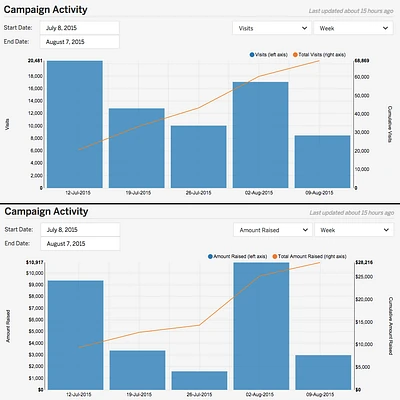 Campaign Activity
Last updated about 15 hours ago
Start Date: July 8, 2015 Visits Week
End Date: August 7, 2015
Visits (left axis) Total Visits (right axis)
20,481 68,869
18,000
16,000 60,000
14,000 50,000
12,000
10,000 40,000
8,000 30,000
6,000 20,000
4,000
2,000 10,000
0 0
Visits
Cumulative Visits
12-Jul-2015 19-Jul-2015 26-Jul-2015 02-Aug-2015 09-Aug-2015
Campaign Activity
Last updated about 15 hours ago
Start Date: July 8, 2015 Amount Raised Week
End Date: August 7, 2015
Amount Raised (left axis) Total Amount Raised (right axis)
$10,917 $28,216
$10,000
$9,000 $25,000
$8,000
$7,000 $20,000
$6,000 $15,000
$5,000
$4,000 $10,000
$3,000
$2,000 $5,000
$1,000
$0 $0
Amount Raised
Cumulative Amount Raised
12-Jul-2015 19-Jul-2015 26-Jul-2015 02-Aug-2015 09-Aug-2015